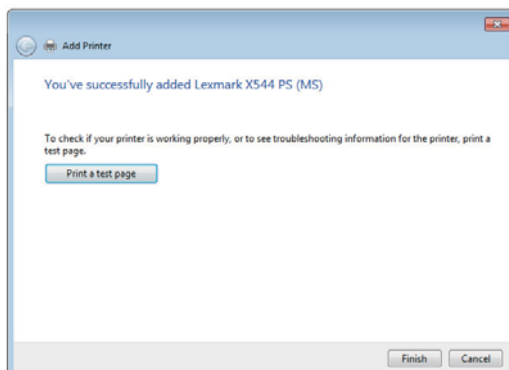 Add Printer
You've successfully added Lexmark X544 PS (MS)
To check if your printer is working properly, or to see troubleshooting information for the printer, print a
test page.
Print a test page
Finish
Cancel